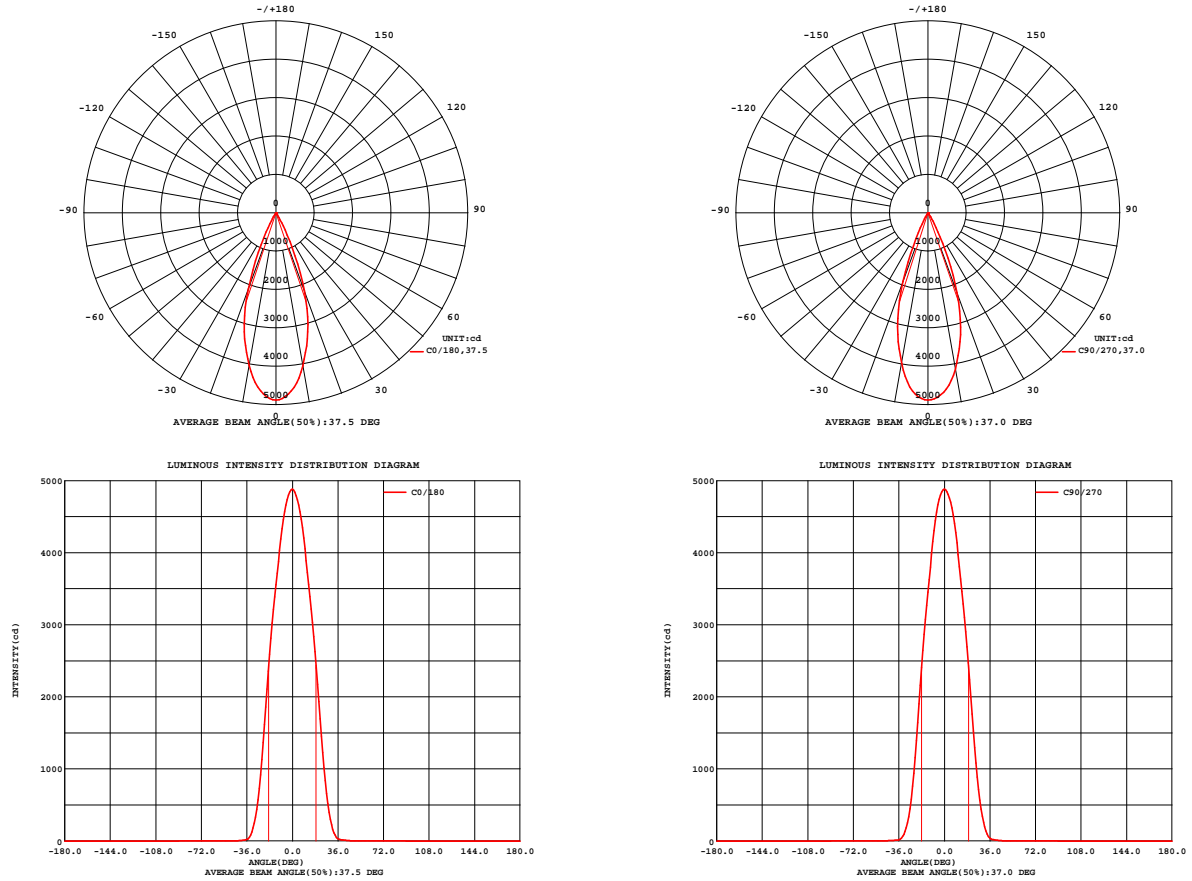 -/+180
-150
150
-120
120
-90
90
-60
60
-30
30
0
0
1000
2000
3000
4000
5000
UNIT:cd
C0/180,37.5
AVERAGE BEAM ANGLE(50%):37.5 DEG
-/+180
-150
150
-120
120
-90
90
-60
60
-30
30
0
0
1000
2000
3000
4000
5000
UNIT:cd
C90/270,37.0
AVERAGE BEAM ANGLE(50%):37.0 DEG
LUMINOUS INTENSITY DISTRIBUTION DIAGRAM
C0/180
INTENSITY(cd)
5000
4000
3000
2000
1000
0
-180.0 -144.0 -108.0 -72.0 -36.0 0.0 36.0 72.0 108.0 144.0 180.0
ANGLE(DEG)
AVERAGE BEAM ANGLE(50%):37.5 DEG
LUMINOUS INTENSITY DISTRIBUTION DIAGRAM
C90/270
INTENSITY(cd)
5000
4000
3000
2000
1000
0
-180.0 -144.0 -108.0 -72.0 -36.0 0.0 36.0 72.0 108.0 144.0 180.0
ANGLE(DEG)
AVERAGE BEAM ANGLE(50%):37.0 DEG